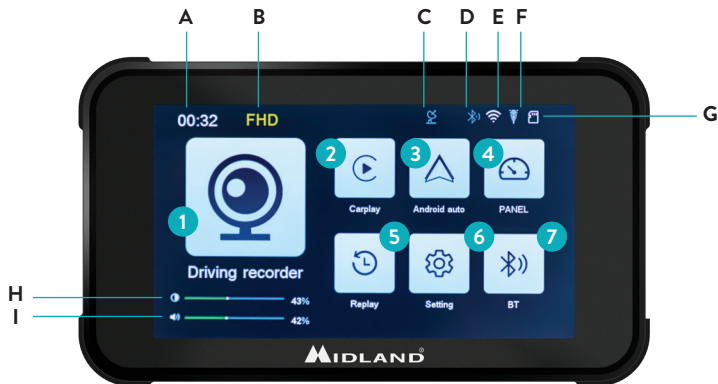 A B C D E F
00:32 FHD
G
2 3 4
Carplay Android auto PANEL
1
5 6 7
Driving recorder
Replay Setting BT
H 43%
I 42%
MIDLAND®